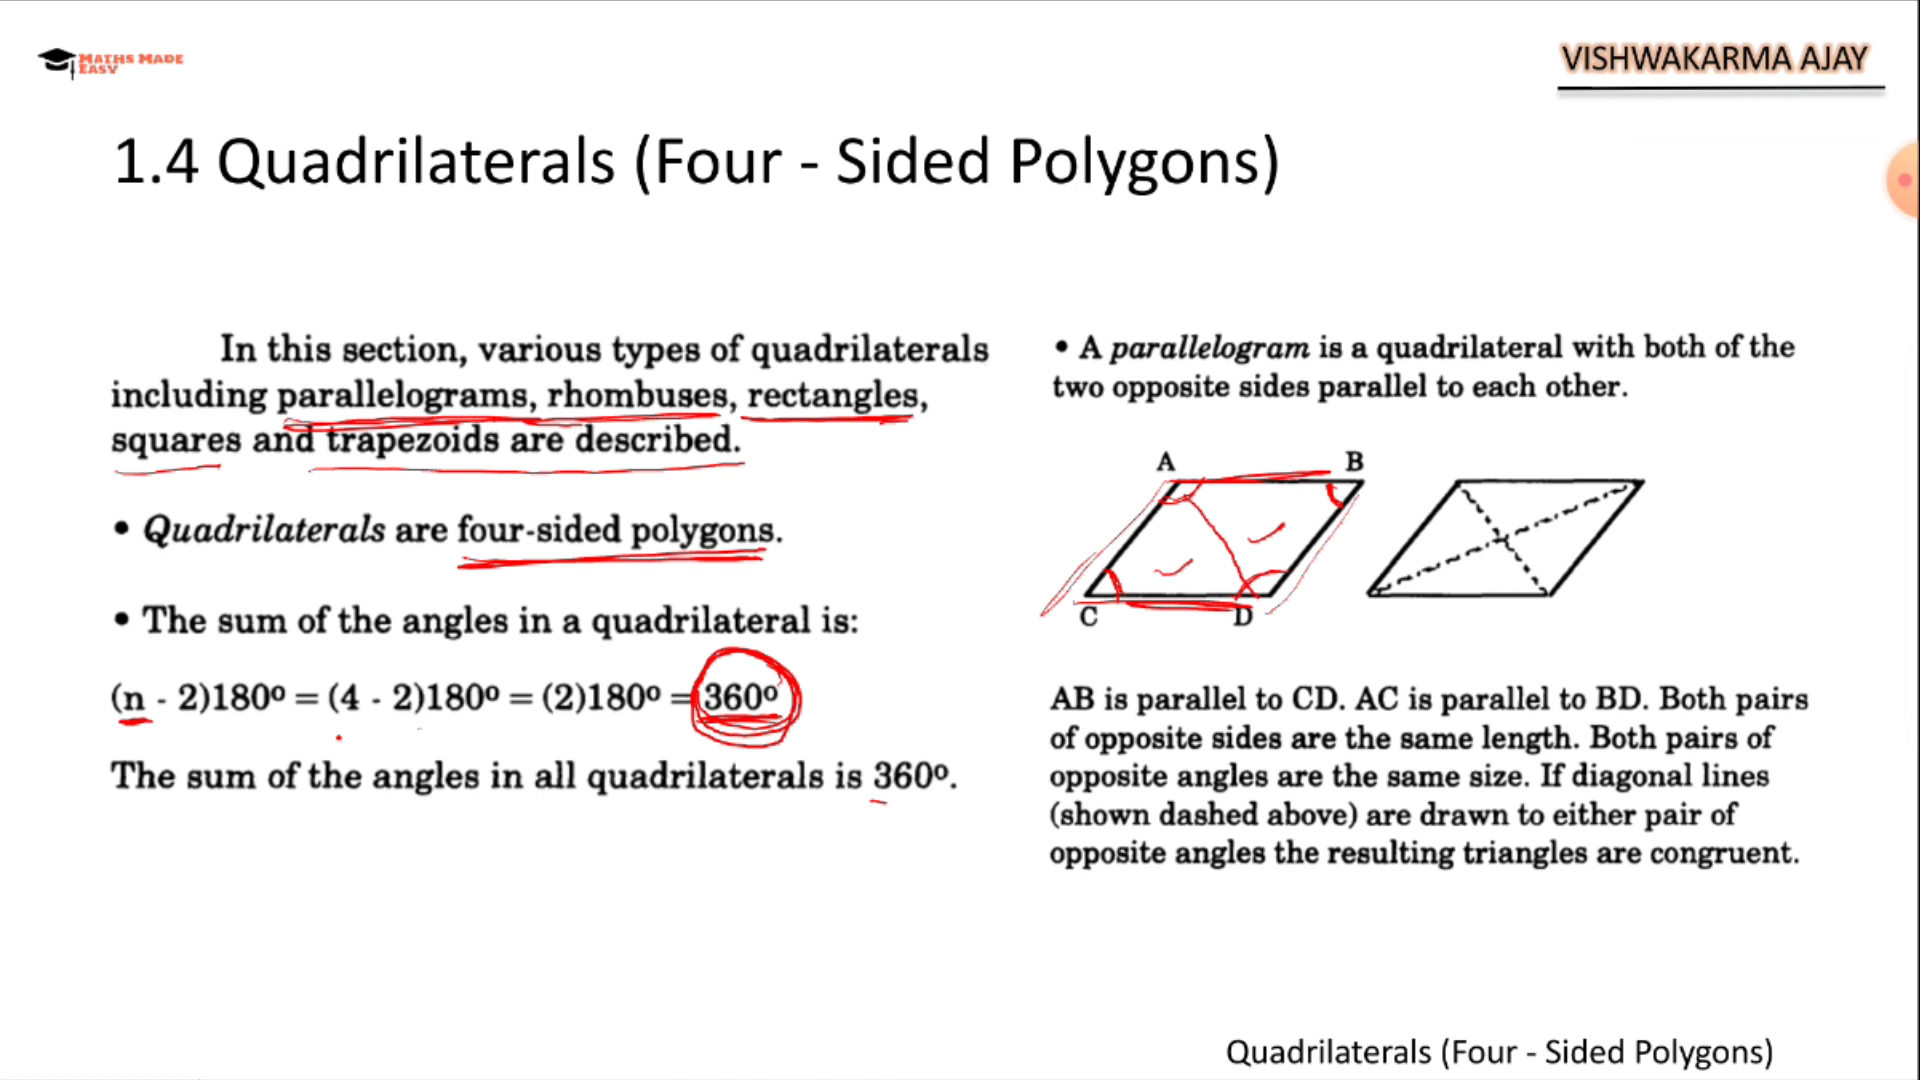 MATHS MADE
EASY
VISHWAKARMA AJAY
1.4 Quadrilaterals (Four - Sided Polygons)
In this section, various types of quadrilaterals
including parallelograms, rhombuses, rectangles,
squares and trapezoids are described.
• Quadrilaterals are four-sided polygons.
• The sum of the angles in a quadrilateral is:
(n - 2)180º = (4 - 2)180º = (2)180º = 360º
The sum of the angles in all quadrilaterals is 360º.
• A parallelogram is a quadrilateral with both of the
two opposite sides parallel to each other.
A B
C D
AB is parallel to CD. AC is parallel to BD. Both pairs
of opposite sides are the same length. Both pairs of
opposite angles are the same size. If diagonal lines
(shown dashed above) are drawn to either pair of
opposite angles the resulting triangles are congruent.
Quadrilaterals (Four - Sided Polygons)